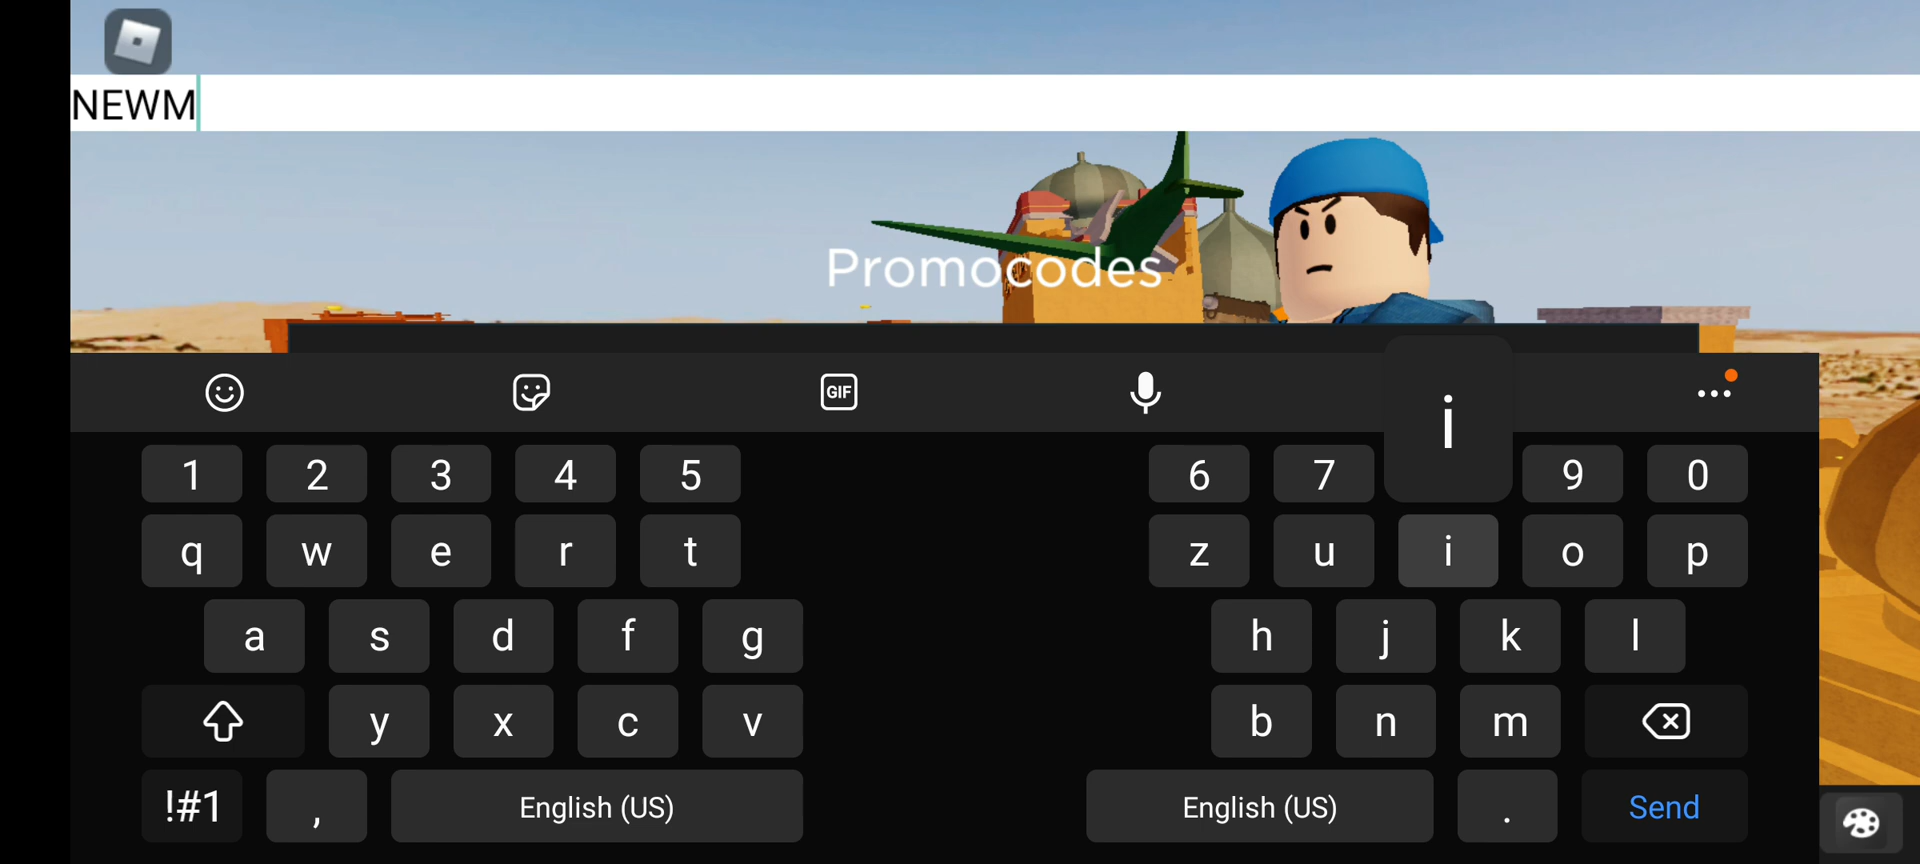 NEWM
Promocodes
GIF
i
1 2 3 4 5 6 7 9 0
q w e r t z u i o p
a s d f g h j k l
y x c v b n m
!#1 , English (US) English (US) . Send